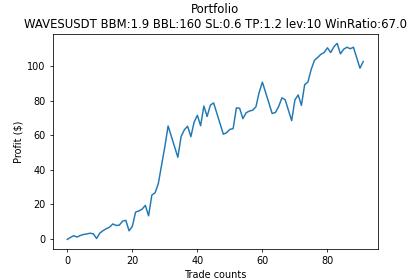 Portfolio
WAVESUSDT BBM:1.9 BBL:160 SL:0.6 TP:1.2 lev:10 WinRatio:67.0
100
80
60
40
20
0
Profit ($)
0 20 40 60 80
Trade counts